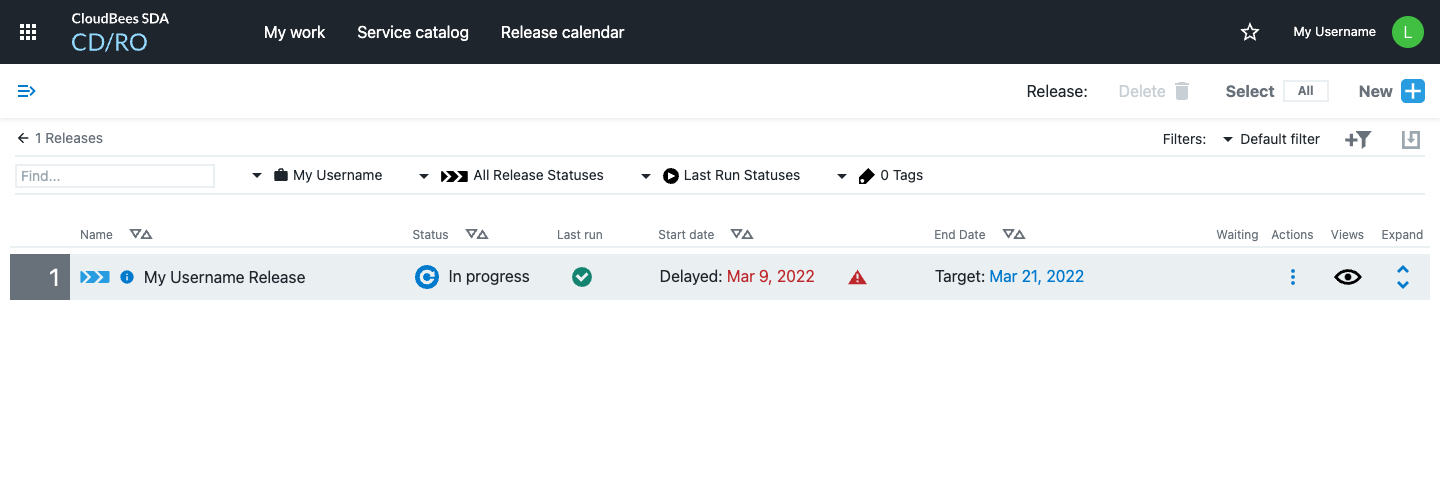 CloudBees SDA
CD/RO
My work Service catalog Release calendar My Username L
Release: Delete Select All New
1 Releases Filters: Default filter
Find... My Username All Release Statuses Last Run Statuses 0 Tags
Name Status Last run Start date End Date Waiting Actions Views Expand
1 My Username Release In progress Delayed: Mar 9, 2022 Target: Mar 21, 2022